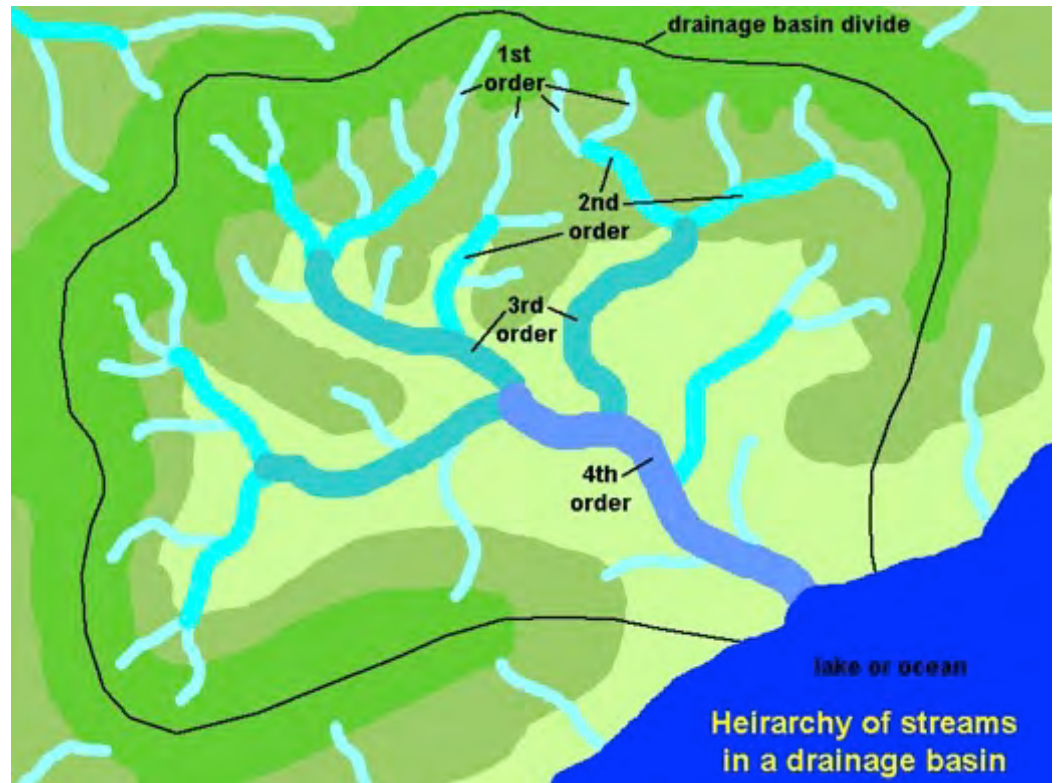 drainage basin divide
1st
order
2nd
order
3rd
order
4th
order
lake or ocean
Heirarchy of streams
in a drainage basin